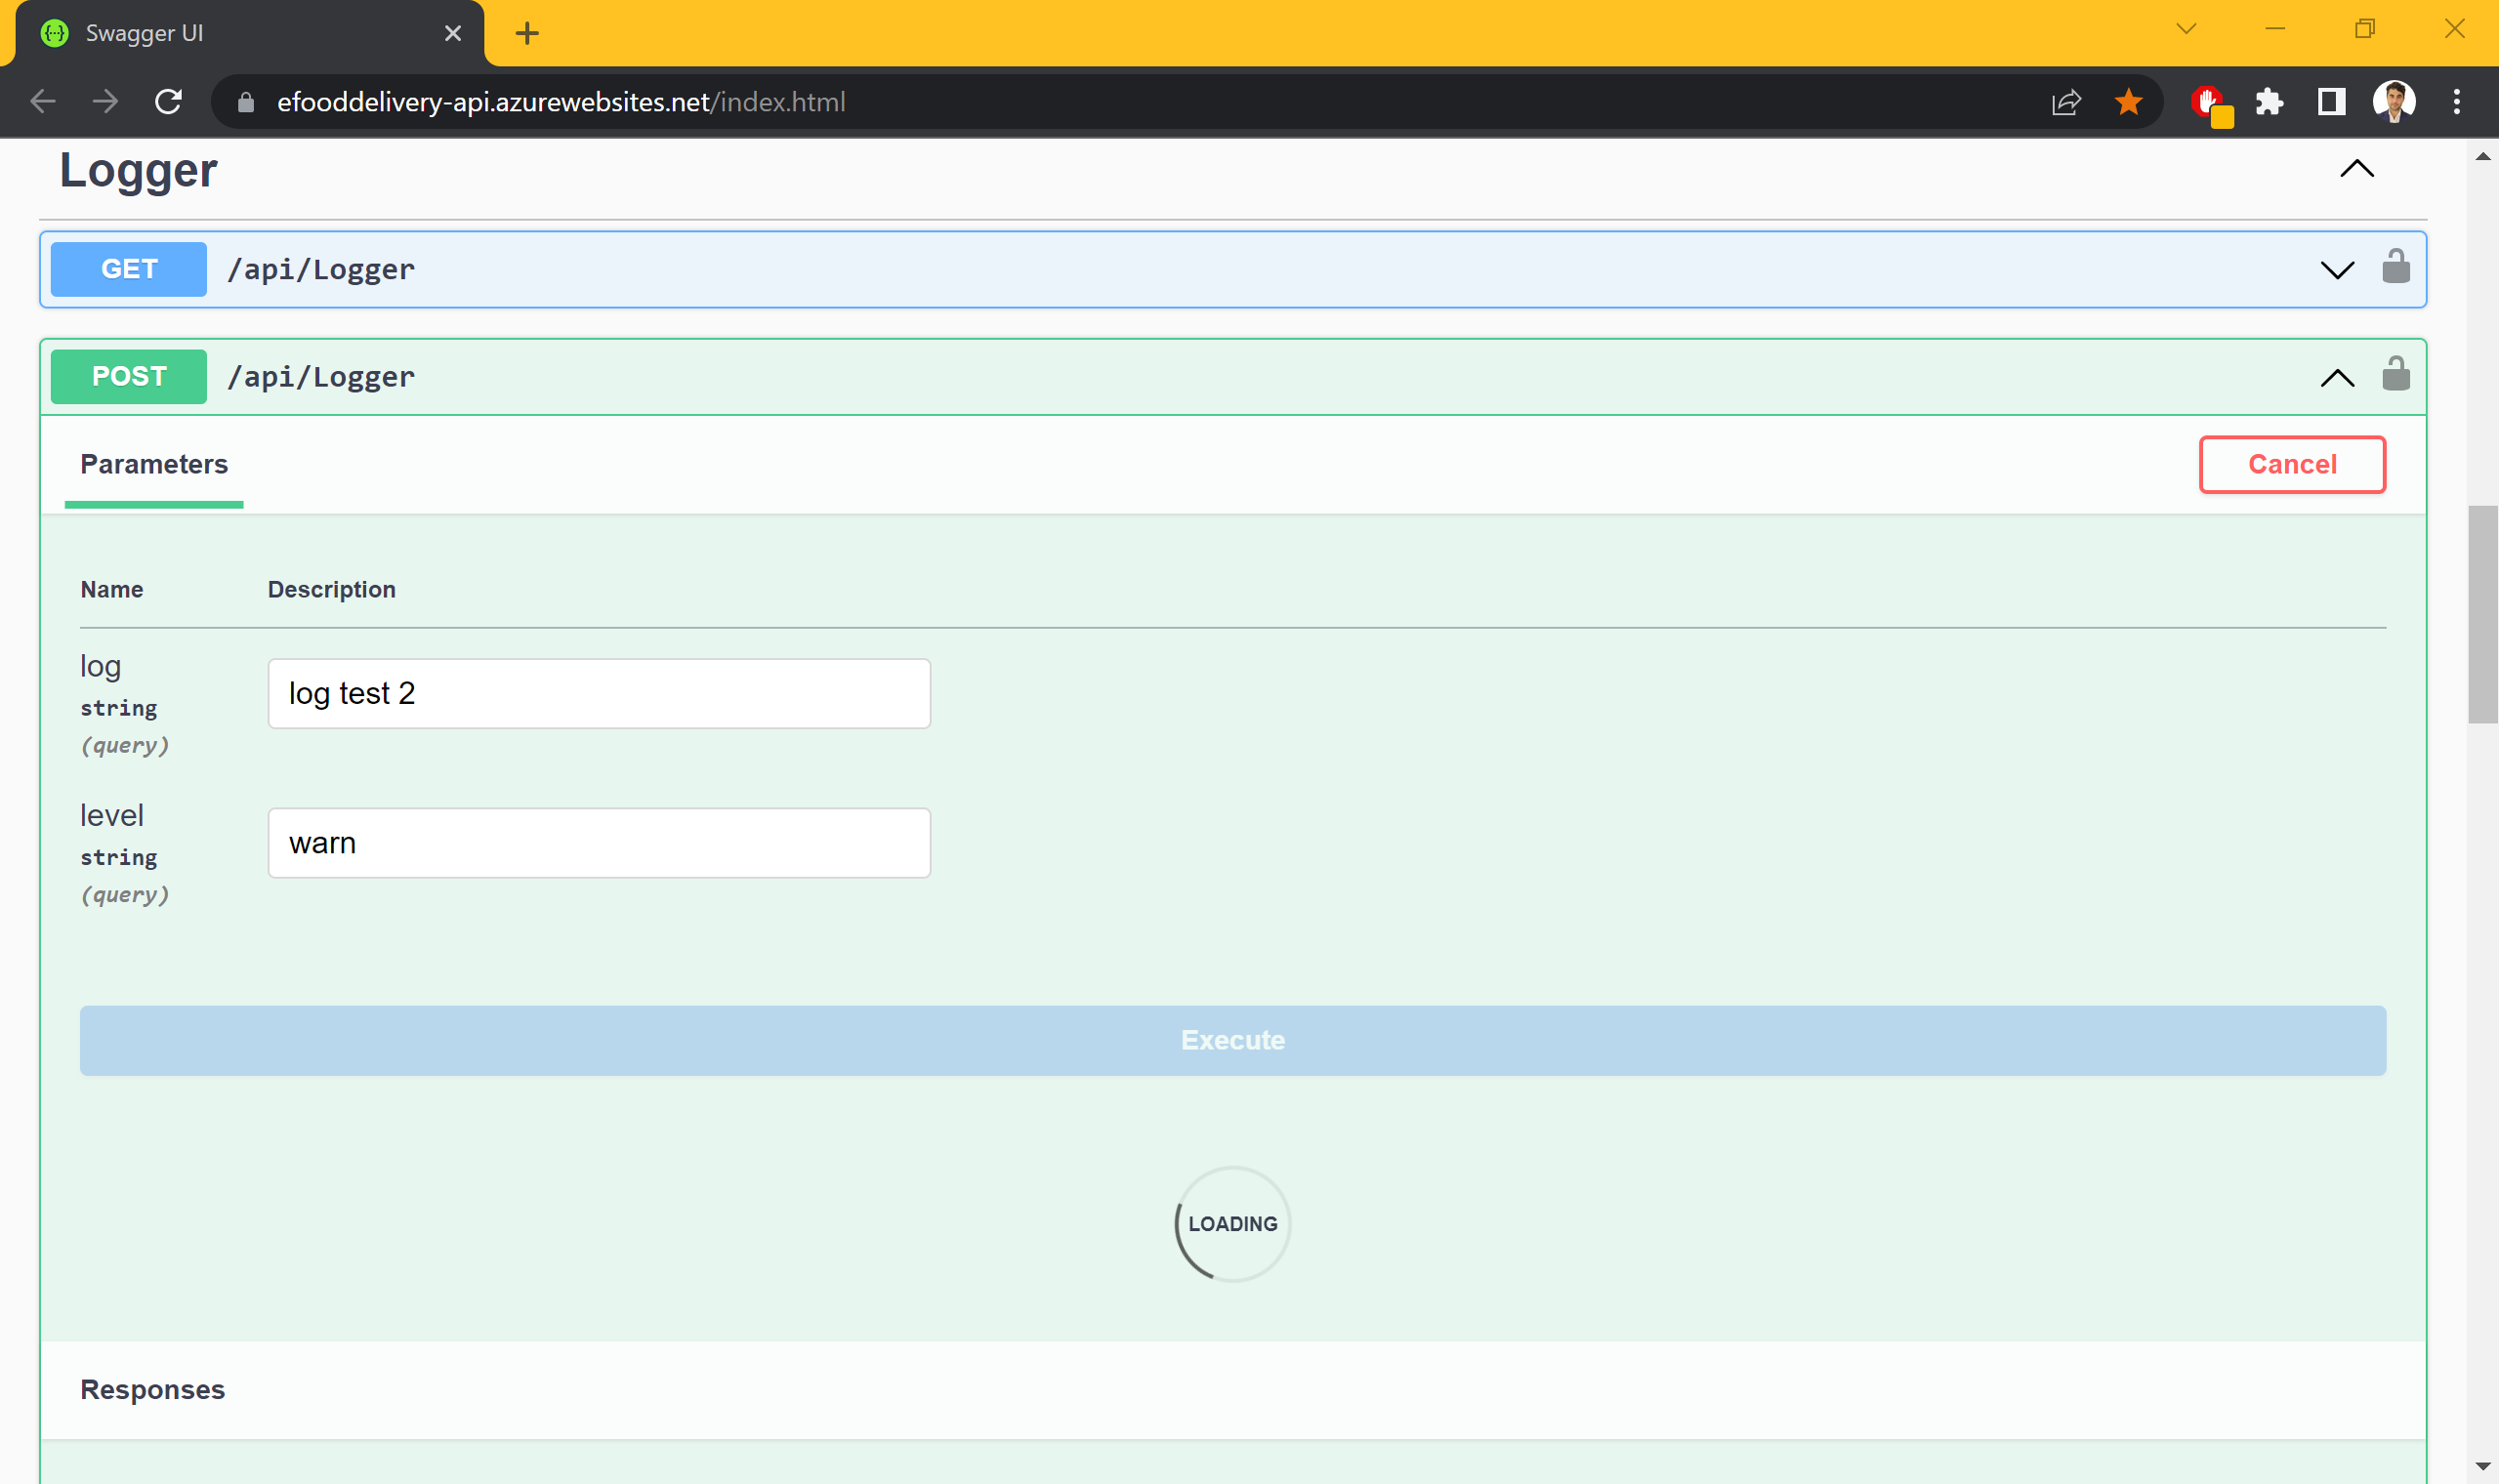 Swagger UI
efooddelivery-api.azurewebsites.net/index.html
Logger
GET /api/Logger
POST /api/Logger
Parameters Cancel
Name Description
log
string
(query)
log test 2
level
string
(query)
warn
Execute
LOADING
Responses